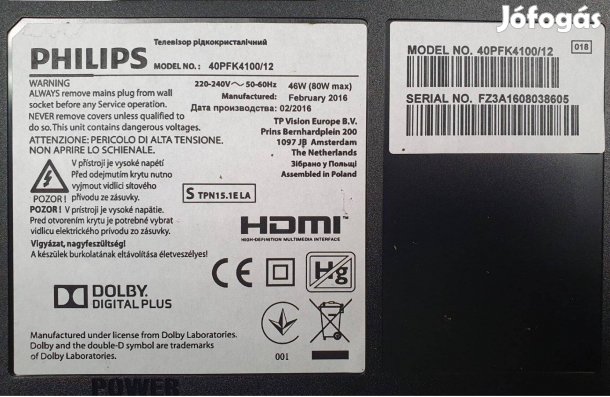 Jófogás
Телевізор рідкокристалічний
PHILIPS MODEL NO. : 40PFK4100/12
WARNING
ALWAYS remove mains plug from wall
socket before any Service operation.
NEVER remove covers unless qualified to
do so. This unit contains dangerous voltages.
ATTENZIONE: PERICOLO DI ALTA TENSIONE.
NON APRIRE LO SCHIENALE.
220-240V ~ 50-60Hz 46W (80W max)
Manufactured: February 2016
Дата производства: 02/2016
TP Vision Europe B.V.
Prins Bernhardplein 200
1097 JB Amsterdam
The Netherlands
Зібрано у Польщі
Assembled in Poland
V přístroji je vysoké napětí
Před odejmutím krytu nutno
vyjmout vidlici sítového
POZOR ! přívodu ze zásuvky.
POZOR ! V prístroji je vysoké napätie.
Pred otvorením krytu je potrebné vybrat
vidlicu elektrického prívodu zo zásuvky.
Vigyázat, nagyfeszültség!
A készülek burkolatának eltávolítása életveszélyes!
S TPN15.1E LA
HDMI
HIGH-DEFINITION MULTIMEDIA INTERFACE
CE
Hg
DOLBY.
DIGITAL PLUS
Manufactured under license from Dolby Laboratories.
Dolby and the double-D symbol are trademarks
of Dolby Laboratories.
001
018
MODEL NO. 40PFK4100/12
SERIAL NO. FZ3A1608038605
POWER